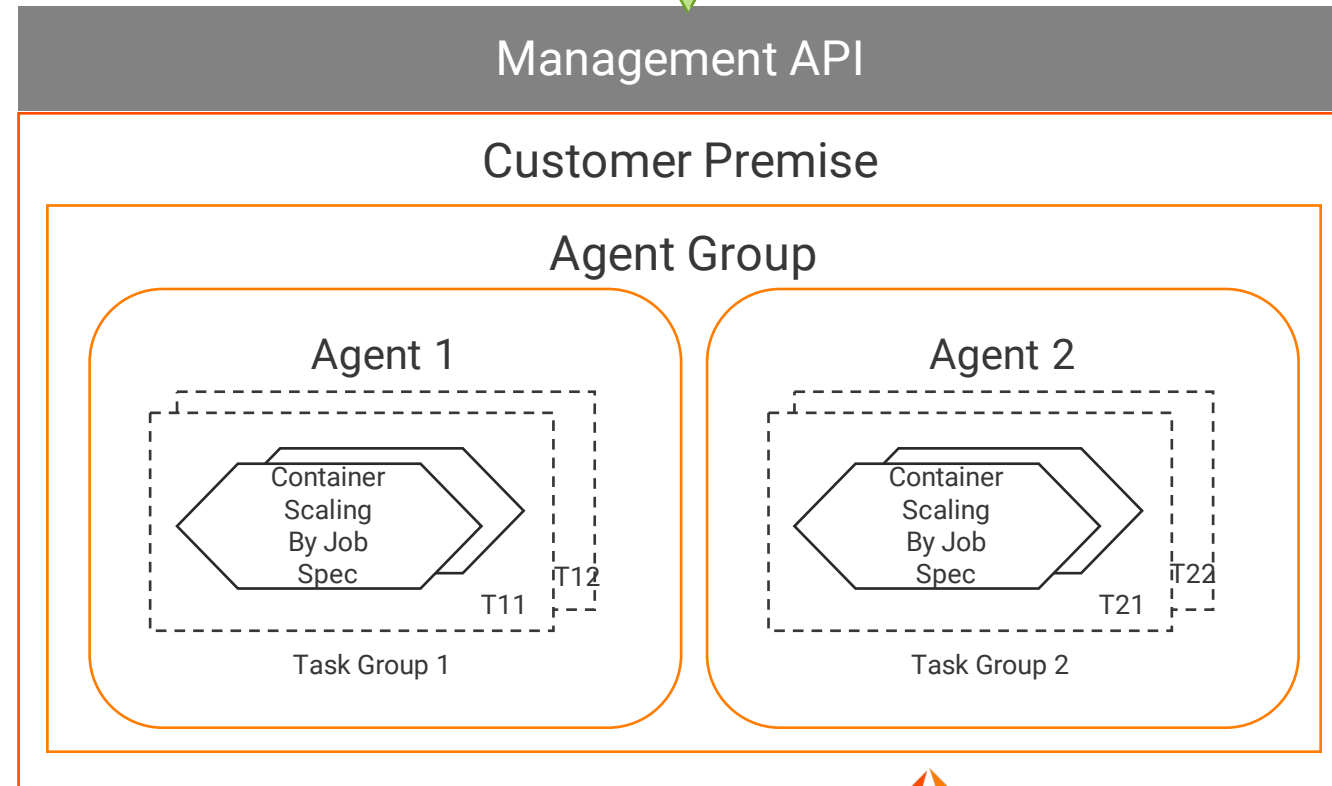 Management API
Customer Premise
Agent Group
Agent 1
Container
Scaling
By Job
Spec
T12
T11
Task Group 1
Agent 2
Container
Scaling
By Job
Spec
T22
T21
Task Group 2